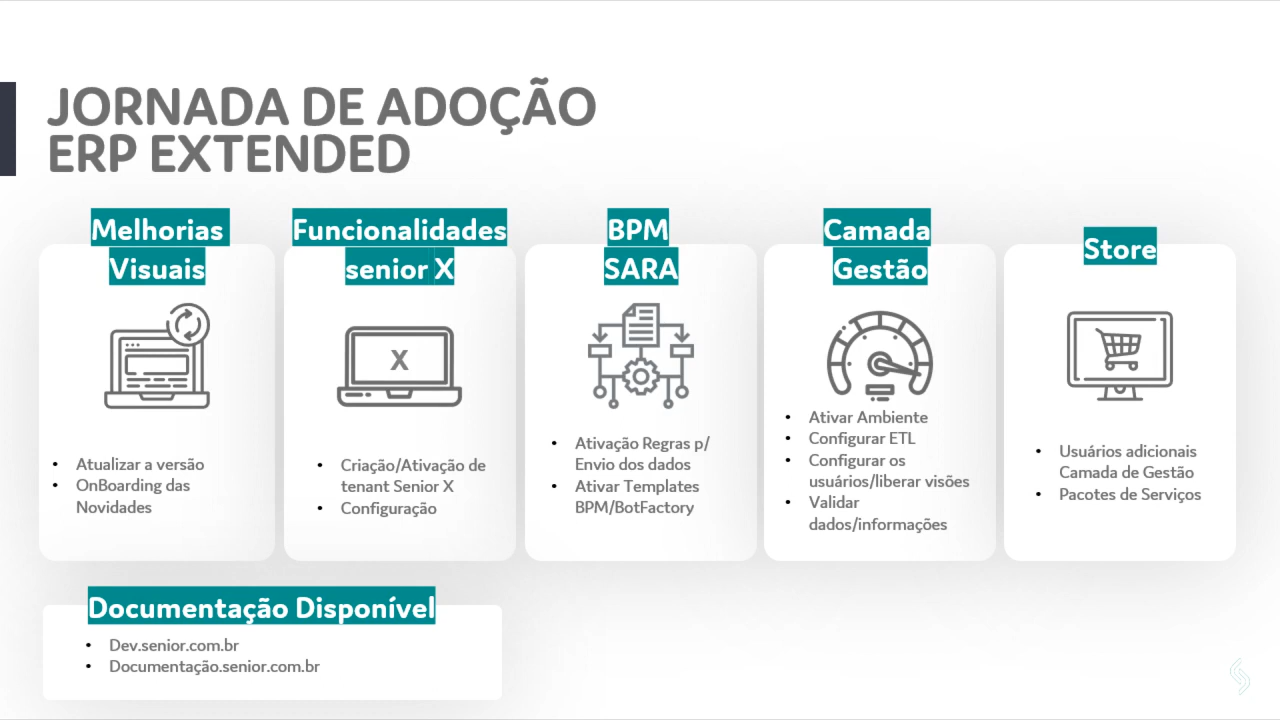 JORNADA DE ADOÇÃO
ERP EXTENDED
Melhorias
Visuais
• Atualizar a versão
• OnBoarding das
Novidades
Funcionalidades
senior X
X
• Criação/Ativação de
tenant Senior X
• Configuração
BPM
SARA
• Ativação Regras p/
Envio dos dados
• Ativar Templates
BPM/BotFactory
Camada
Gestão
• Ativar Ambiente
• Configurar ETL
• Configurar os
usuários/liberar visões
• Validar
dados/informações
Store
• Usuários adicionais
Camada de Gestão
• Pacotes de Serviços
Documentação Disponível
• Dev.senior.com.br
• Documentação.senior.com.br